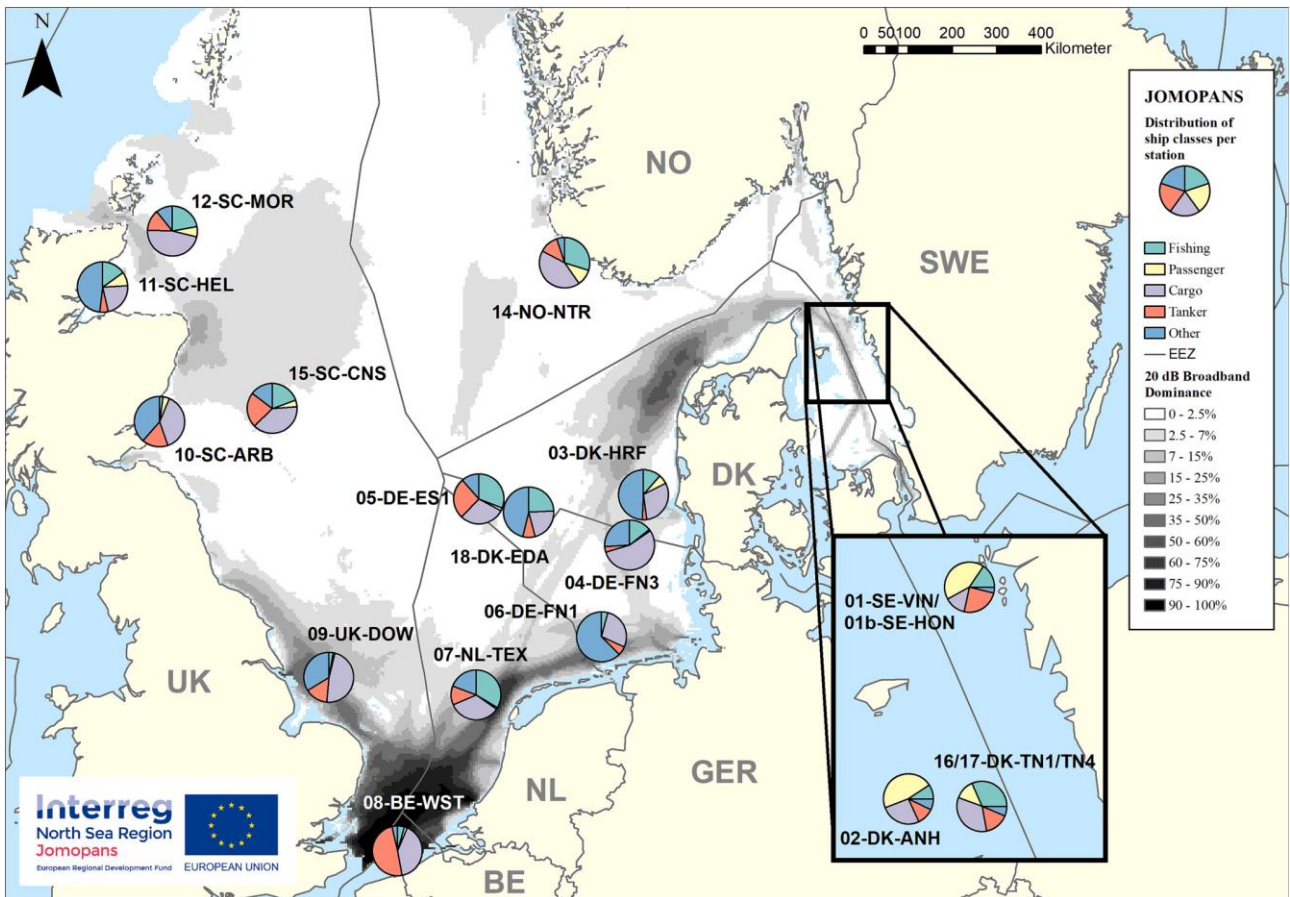 N
0 50100 200 300 400
Kilometer
NO
SWE
DK
UK
NL
GER
BE
12-SC-MOR
11-SC-HEL
14-NO-NTR
15-SC-CNS
10-SC-ARB
03-DK-HRF
05-DE-ES1
18-DK-EDA
04-DE-FN3
06-DE-FN1
09-UK-DOW
07-NL-TEX
08-BE-WST
01-SE-VIN/
01b-SE-HON
16/17-DK-TN1/TN4
02-DK-ANH
JOMOPANS
Distribution of
ship classes per
station
Fishing
Passenger
Cargo
Tanker
Other
EEZ
20 dB Broadband
Dominance
0 - 2.5%
2.5 - 7%
7 - 15%
15 - 25%
25 - 35%
35 - 50%
50 - 60%
60 - 75%
75 - 90%
90 - 100%
Interreg
North Sea Region
Jomopans
European Regional Development Fund
EUROPEAN UNION